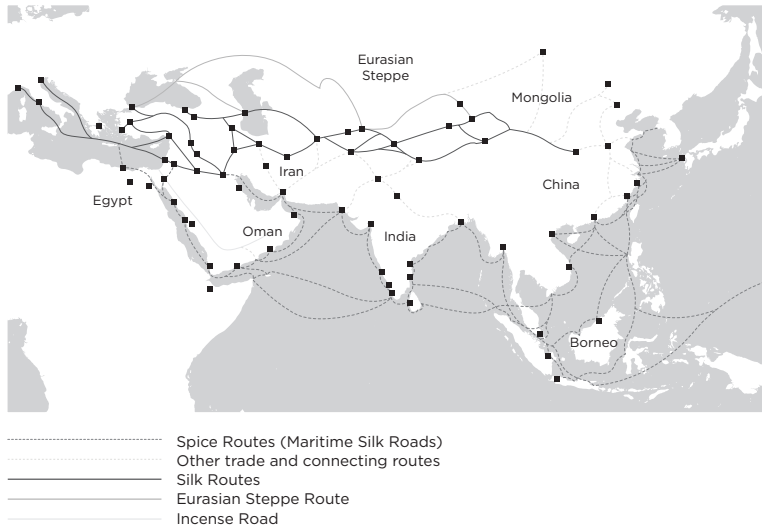 Eurasian
Steppe
Mongolia
Iran
China
Egypt
Oman
India
Borneo
Spice Routes (Maritime Silk Roads)
Other trade and connecting routes
Silk Routes
Eurasian Steppe Route
Incense Road